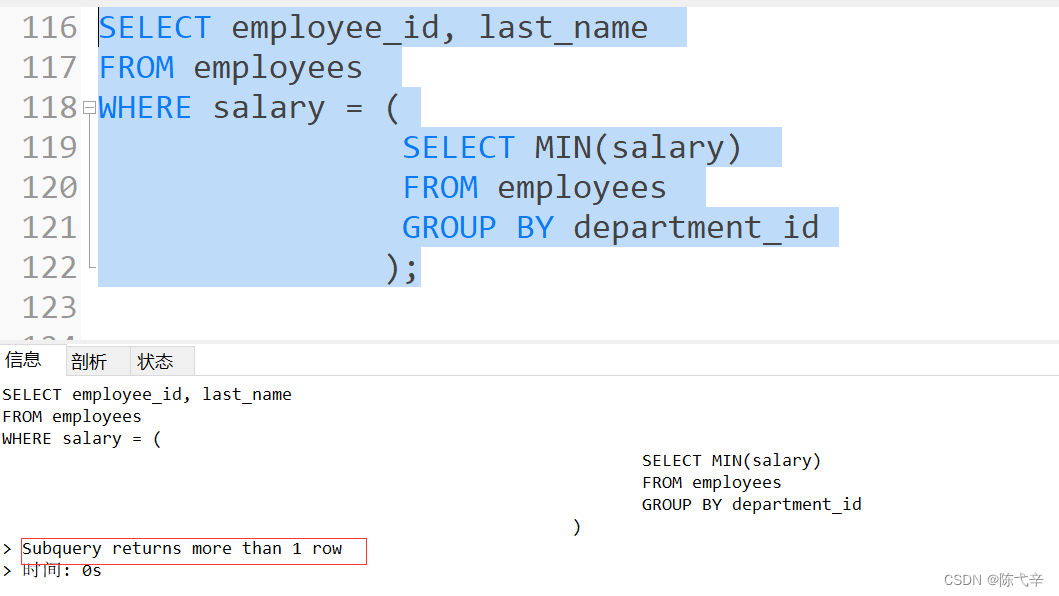 116 SELECT employee_id, last_name
117 FROM employees
118 WHERE salary = (
119 SELECT MIN(salary)
120 FROM employees
121 GROUP BY department_id
122 );
123
信息 剖析 状态
SELECT employee_id, last_name
FROM employees
WHERE salary = (
SELECT MIN(salary)
FROM employees
GROUP BY department_id
)
> Subquery returns more than 1 row
> 时间: 0s
CSDN @陈弋辛